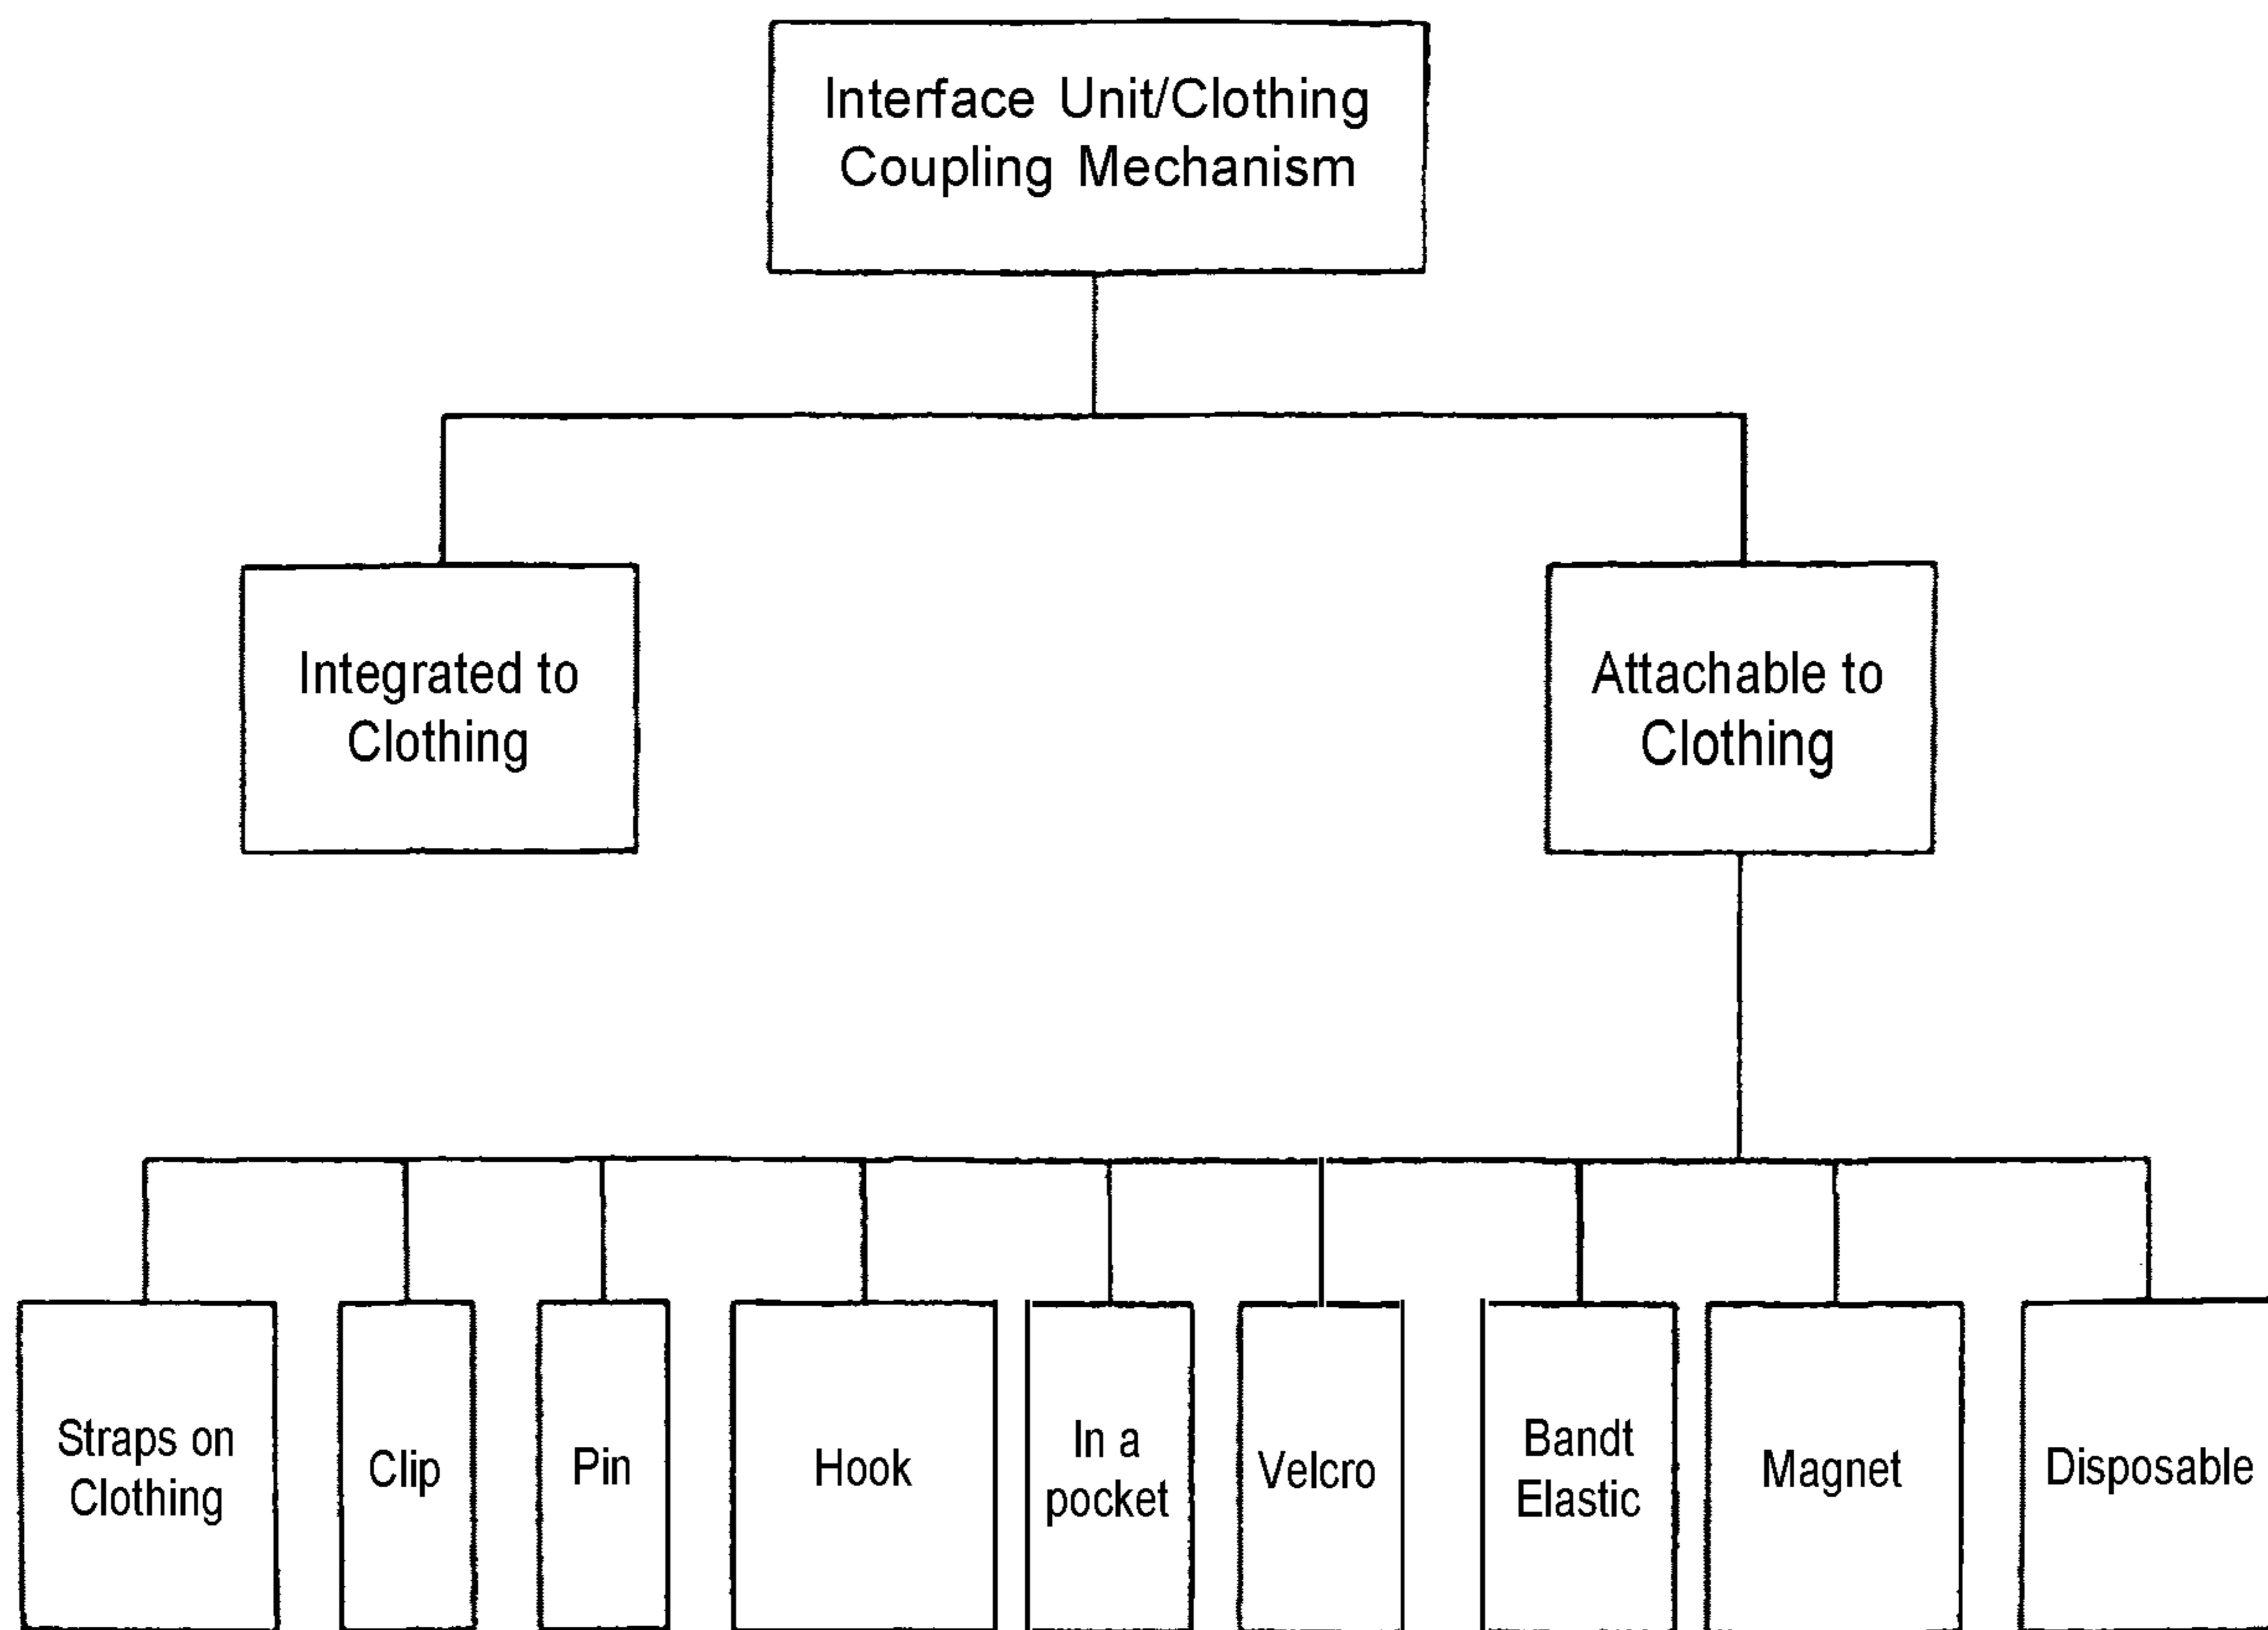 Interface Unit/Clothing
Coupling Mechanism
Integrated to
Clothing
Attachable to
Clothing
Straps on
Clothing
Clip
Pin
Hook
In a
pocket
Velcro
Bandt
Elastic
Magnet
Disposable